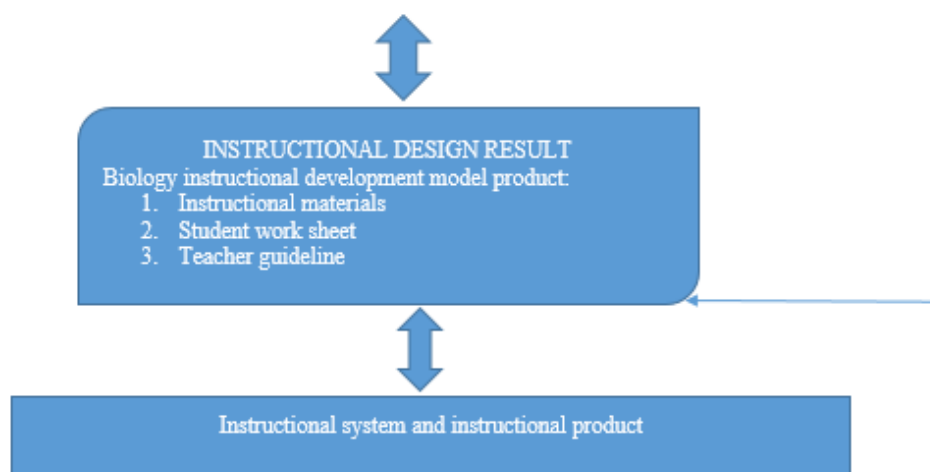 INSTRUCTIONAL DESIGN RESULT
Biology instructional development model product:
1. Instructional materials
2. Student work sheet
3. Teacher guideline
Instructional system and instructional product